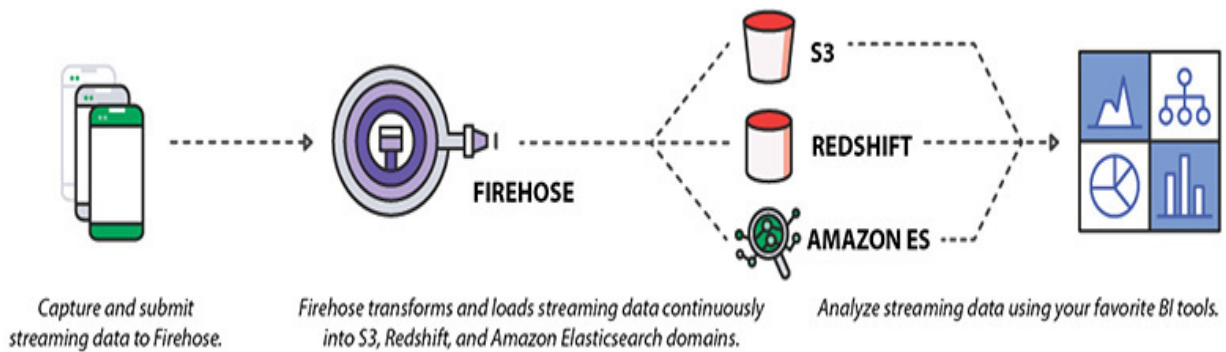 S3
FIREHOSE
REDSHIFT
AMAZON ES
Capture and submit
streaming data to Firehose.
Firehose transforms and loads streaming data continuously
into S3, Redshift, and Amazon Elasticsearch domains.
Analyze streaming data using your favorite BI tools.